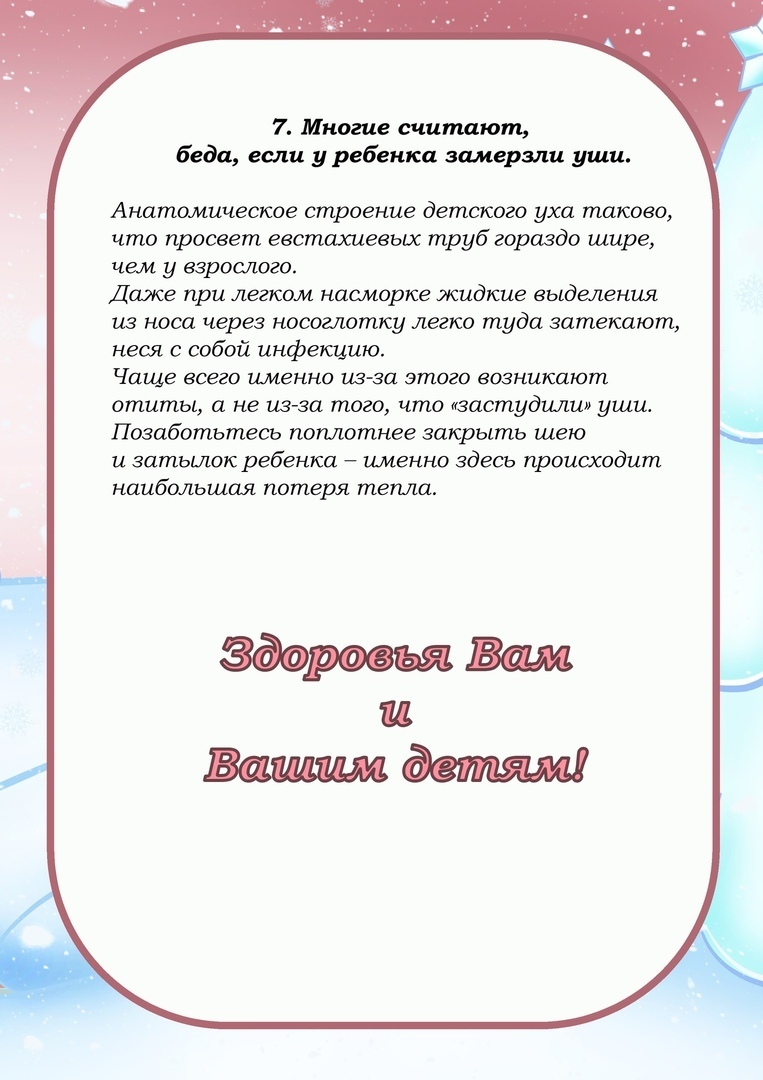 7. Многие считают,
беда, если у ребенка замерзли уши.
Анатомическое строение детского уха таково,
что просвет евстахиевых труб гораздо шире,
чем у взрослого.
Даже при легком насморке жидкие выделения
из носа через носоглотку легко туда затекают,
неся с собой инфекцию.
Чаще всего именно из-за этого возникают
отиты, а не из-за того, что «застудили» уши.
Позаботьтесь поплотнее закрыть шею
и затылок ребенка – именно здесь происходит
наибольшая потеря тепла.
Здоровья Вам
и
Вашим детям!